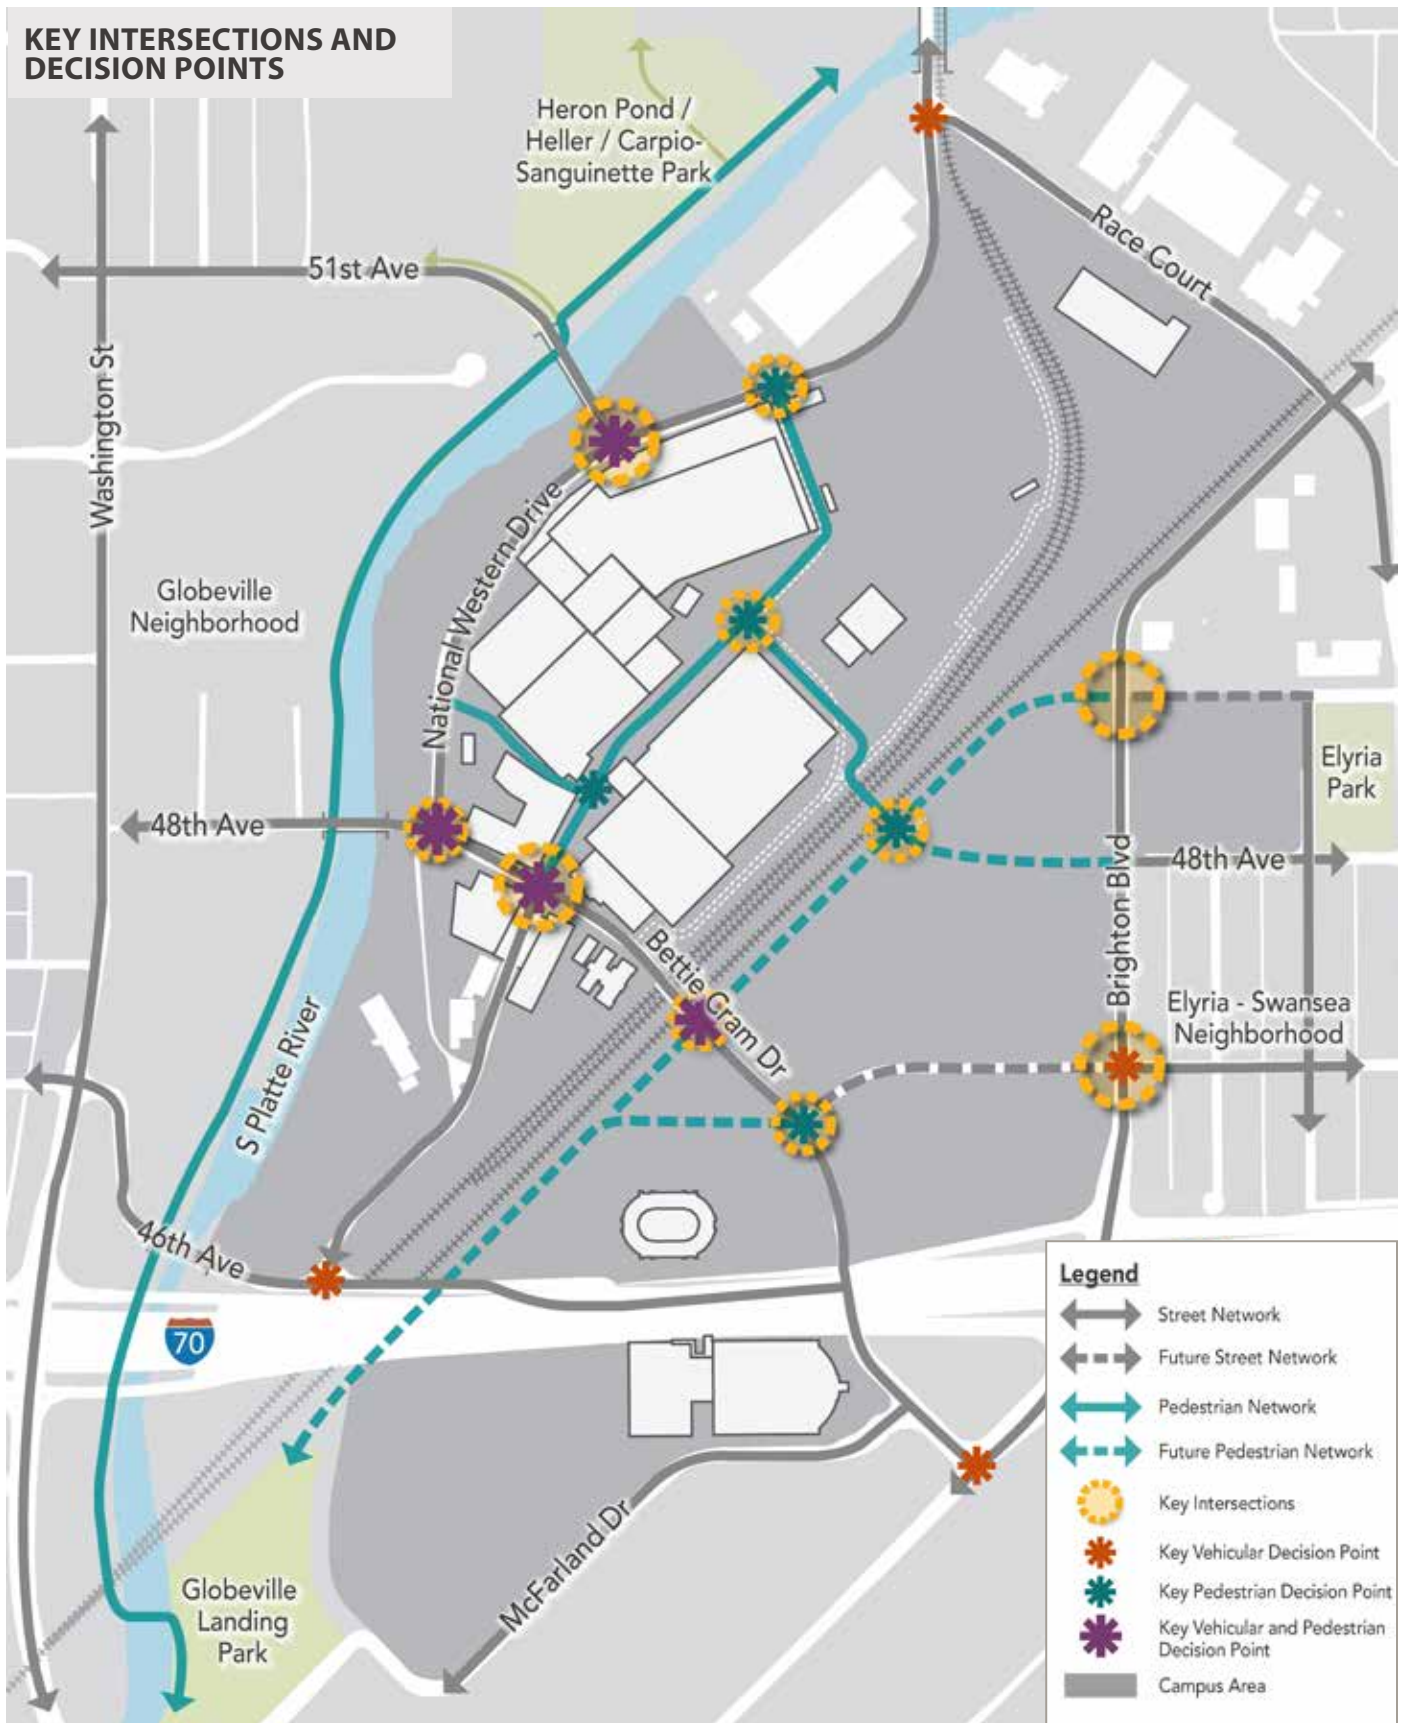 KEY INTERSECTIONS AND
DECISION POINTS
Heron Pond /
Heller / Carpio-
Sanguinette Park
Race Court
51st Ave
Washington St
National Western Drive
Globeville
Neighborhood
Elyria
Park
48th Ave
48th Ave
Brighton Blvd
Bettie Cram Dr
Elyria - Swansea
Neighborhood
S Platte River
46th Ave
70
McFarland Dr
Globeville
Landing
Park
Legend
Street Network
Future Street Network
Pedestrian Network
Future Pedestrian Network
Key Intersections
Key Vehicular Decision Point
Key Pedestrian Decision Point
Key Vehicular and Pedestrian
Decision Point
Campus Area